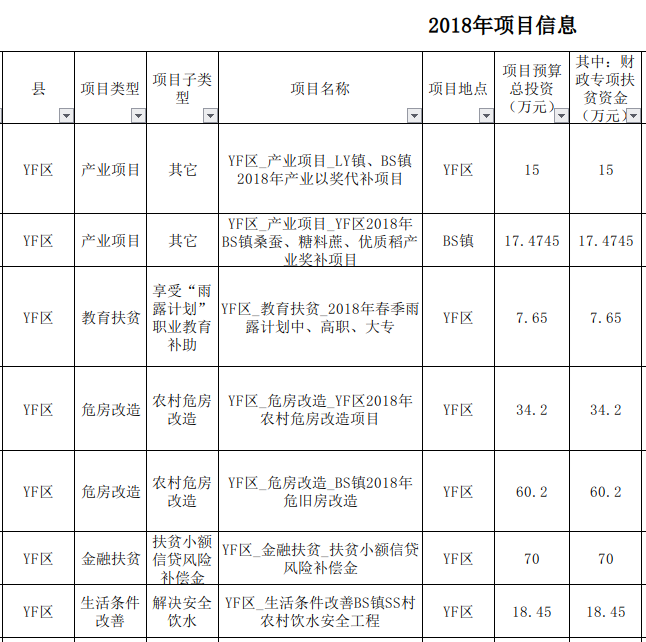 2018年项目信息
县
项目类型
项目子类
型
项目名称
项目地点
项目预算
总投资
（万元）
其中：财
政专项扶
贫资金
（万元）
YF区
产业项目
其它
YF区_产业项目_LY镇、BS镇
2018年产业以奖代补项目
YF区
15
15
YF区
产业项目
其它
YF区_产业项目_YF区2018年
BS镇桑蚕、糖料蔗、优质稻产
业奖补项目
BS镇
17.4745
17.4745
YF区
教育扶贫
享受“雨
露计划”
职业教育
补助
YF区_教育扶贫_2018年春季雨
露计划中、高职、大专
YF区
7.65
7.65
YF区
危房改造
农村危房
改造
YF区_危房改造_YF区2018年
农村危房改造项目
YF区
34.2
34.2
YF区
危房改造
农村危房
改造
YF区_危房改造_BS镇2018年
危旧房改造
YF区
60.2
60.2
YF区
金融扶贫
扶贫小额
信贷风险
补偿金
YF区_金融扶贫_扶贫小额信贷
风险补偿金
YF区
70
70
YF区
生活条件
改善
解决安全
饮水
YF区_生活条件改善BS镇SS村
农村饮水安全工程
YF区
18.45
18.45